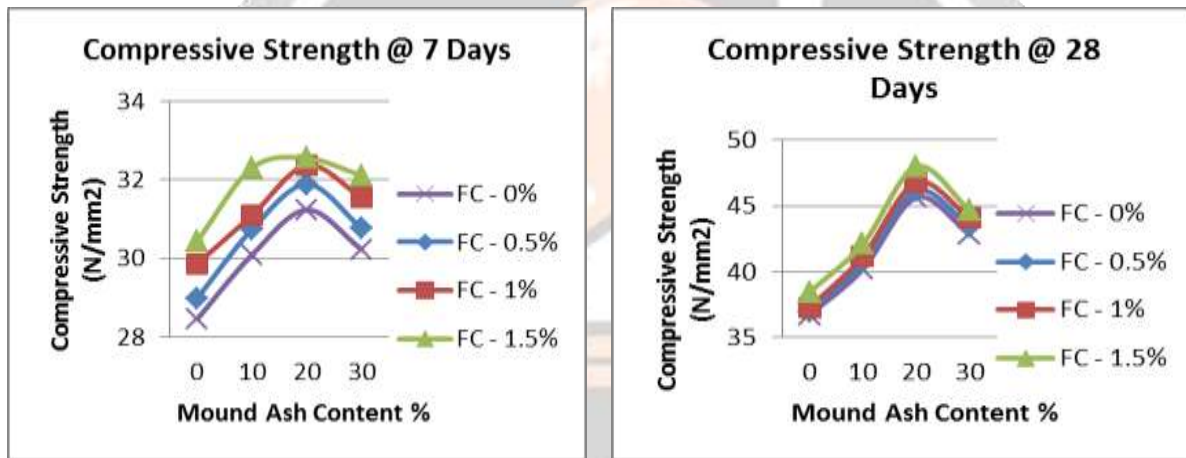 Compressive Strength @ 7 Days
Compressive Strength
(N/mm2)
34
32
30
28
0 10 20 30
Mound Ash Content %
FC - 0%
FC - 0.5%
FC - 1%
FC - 1.5%
Compressive Strength @ 28
Days
Compressive Strength
(N/mm2)
50
45
40
35
0 10 20 30
Mound Ash Content %
FC - 0%
FC - 0.5%
FC - 1%
FC - 1.5%